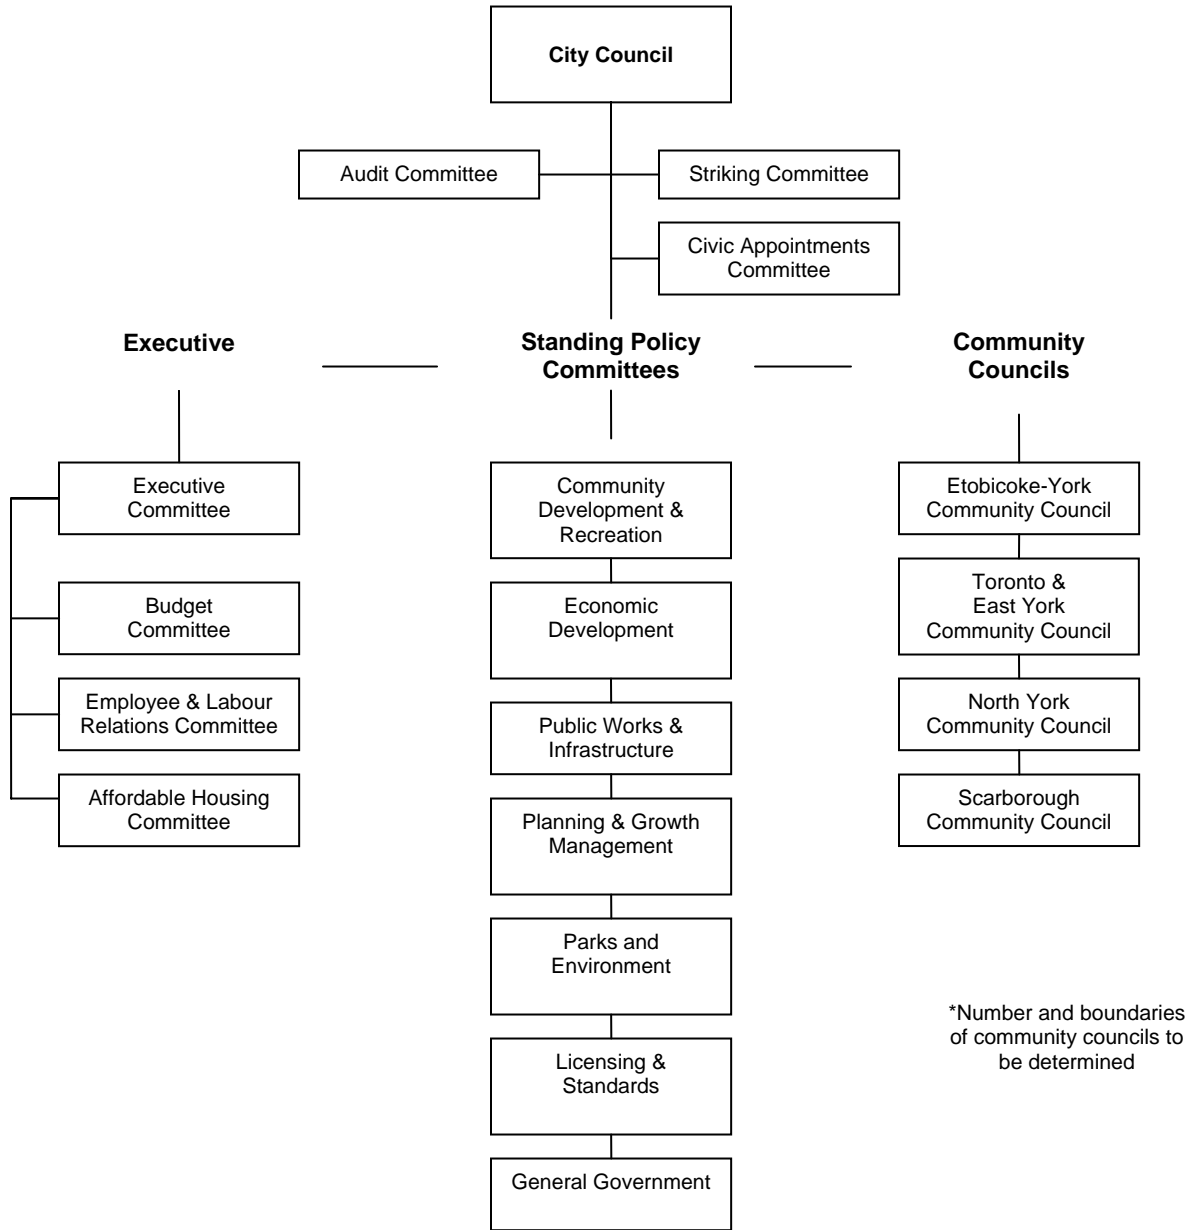 City Council
Audit Committee
Striking Committee
Civic Appointments
Committee
Executive
Standing Policy
Committees
Community
Councils
Executive
Committee
Budget
Committee
Employee & Labour
Relations Committee
Affordable Housing
Committee
Community
Development &
Recreation
Economic
Development
Public Works &
Infrastructure
Planning & Growth
Management
Parks and
Environment
Licensing &
Standards
General Government
Etobicoke-York
Community Council
Toronto &
East York
Community Council
North York
Community Council
Scarborough
Community Council
*Number and boundaries
of community councils to
be determined